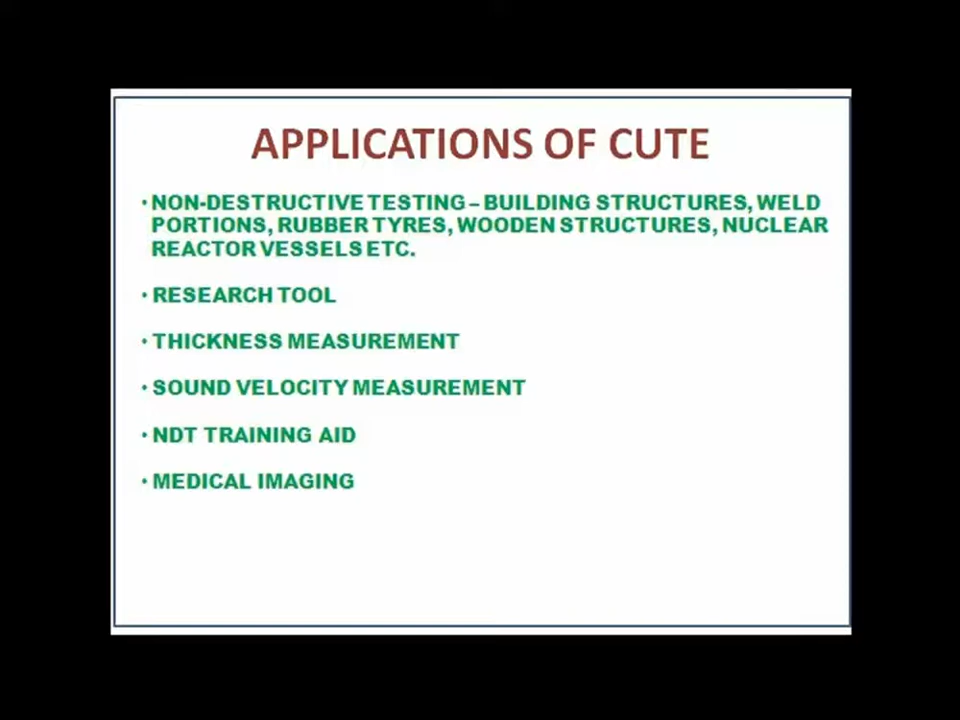 APPLICATIONS OF CUTE
• NON-DESTRUCTIVE TESTING – BUILDING STRUCTURES, WELD
PORTIONS, RUBBER TYRES, WOODEN STRUCTURES, NUCLEAR
REACTOR VESSELS ETC.
• RESEARCH TOOL
• THICKNESS MEASUREMENT
• SOUND VELOCITY MEASUREMENT
• NDT TRAINING AID
• MEDICAL IMAGING